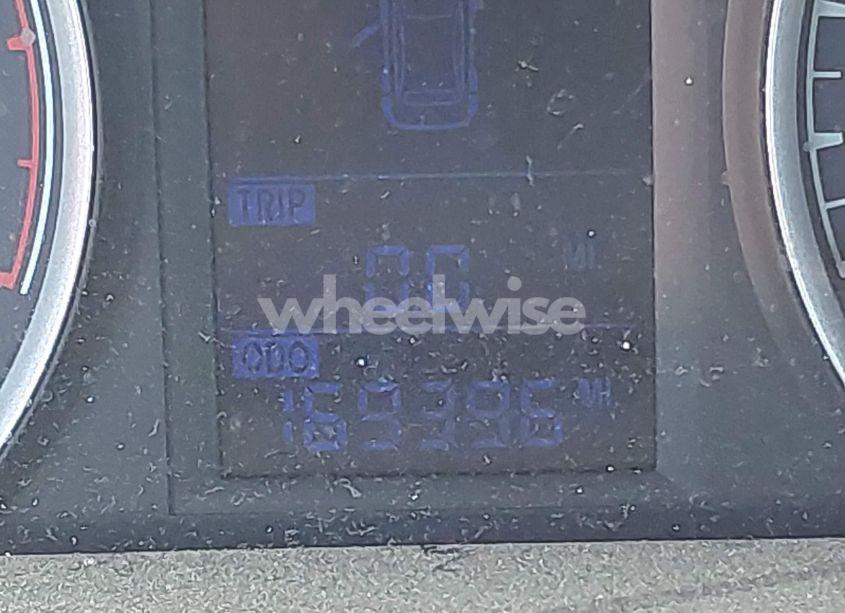 TRIP
0.0 MI
wheelwise
ODO
169396 MI